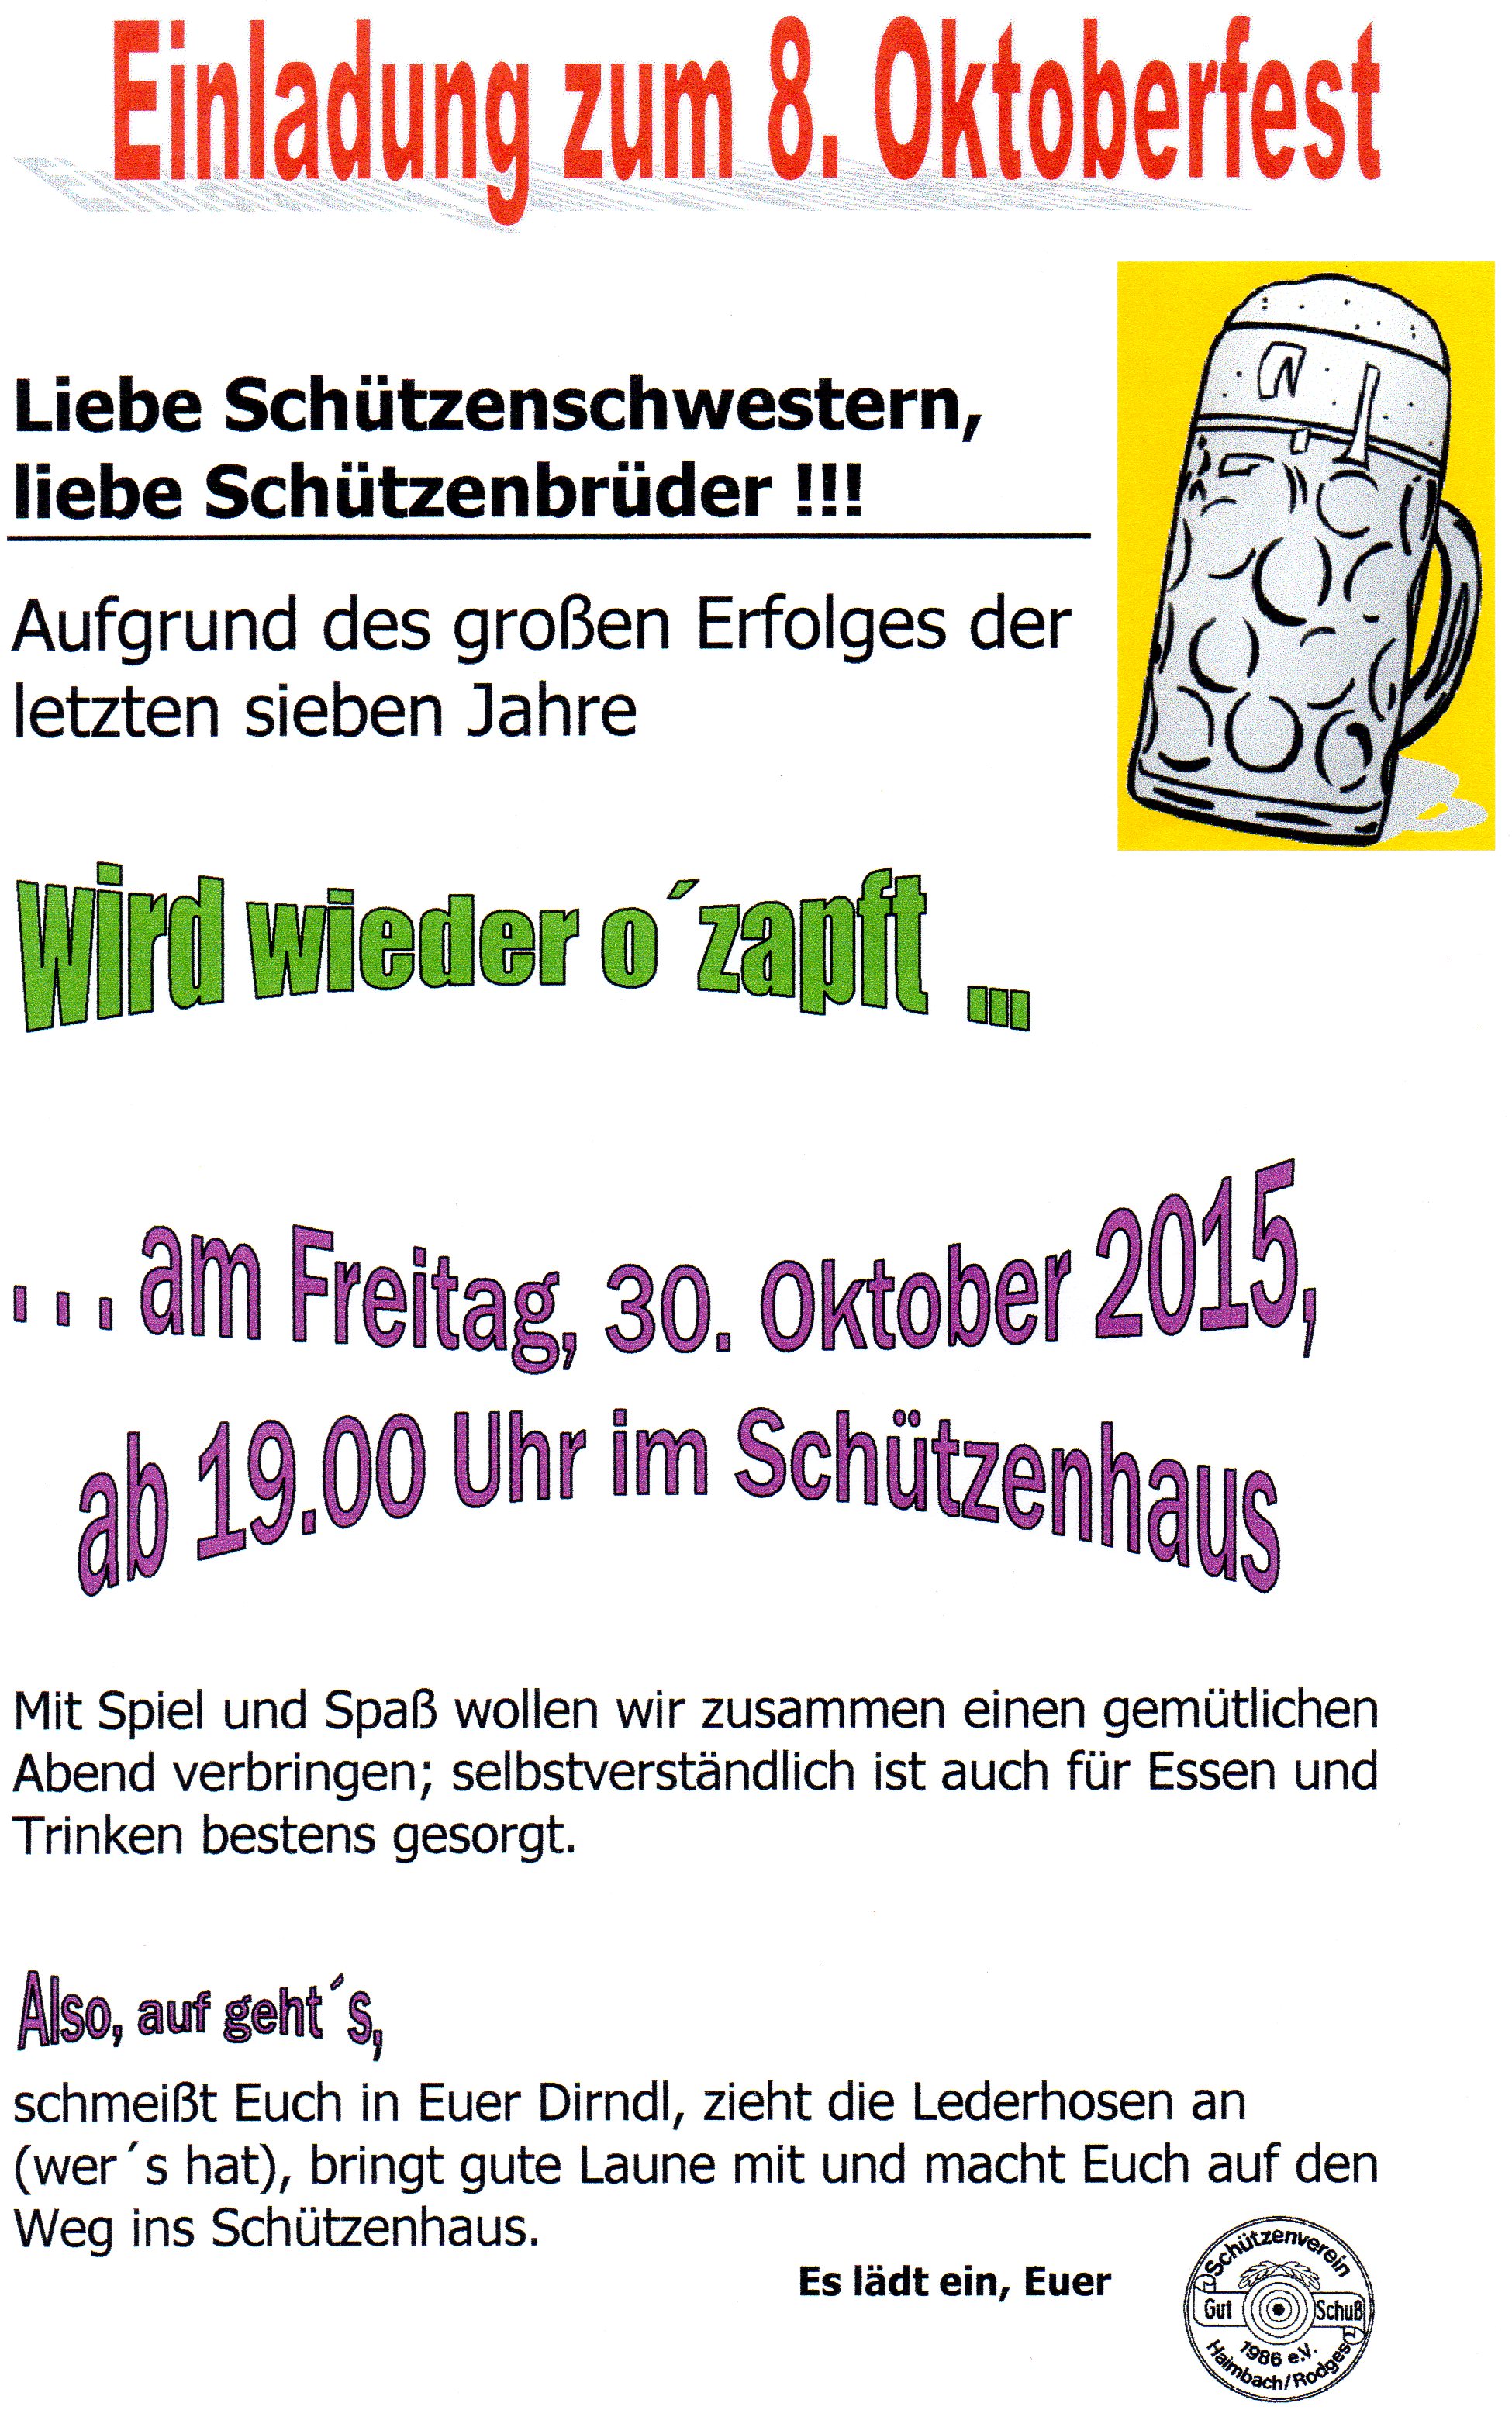 Einladung zum 8. Oktoberfest
Liebe Schützenschwestern,
liebe Schützenbrüder !!!
Aufgrund des großen Erfolges der
letzten sieben Jahre
Wird wieder o´zapft ...
. . . am Freitag, 30. Oktober 2015,
ab 19.00 Uhr im Schützenhaus
Mit Spiel und Spaß wollen wir zusammen einen gemütlichen
Abend verbringen; selbstverständlich ist auch für Essen und
Trinken bestens gesorgt.
Also, auf geht´s,
schmeißt Euch in Euer Dirndl, zieht die Lederhosen an
(wer´s hat), bringt gute Laune mit und macht Euch auf den
Weg ins Schützenhaus.
Es lädt ein, Euer
Schützenverein
Gut Schuß
1986 e.V.
Haimbach/Rodges